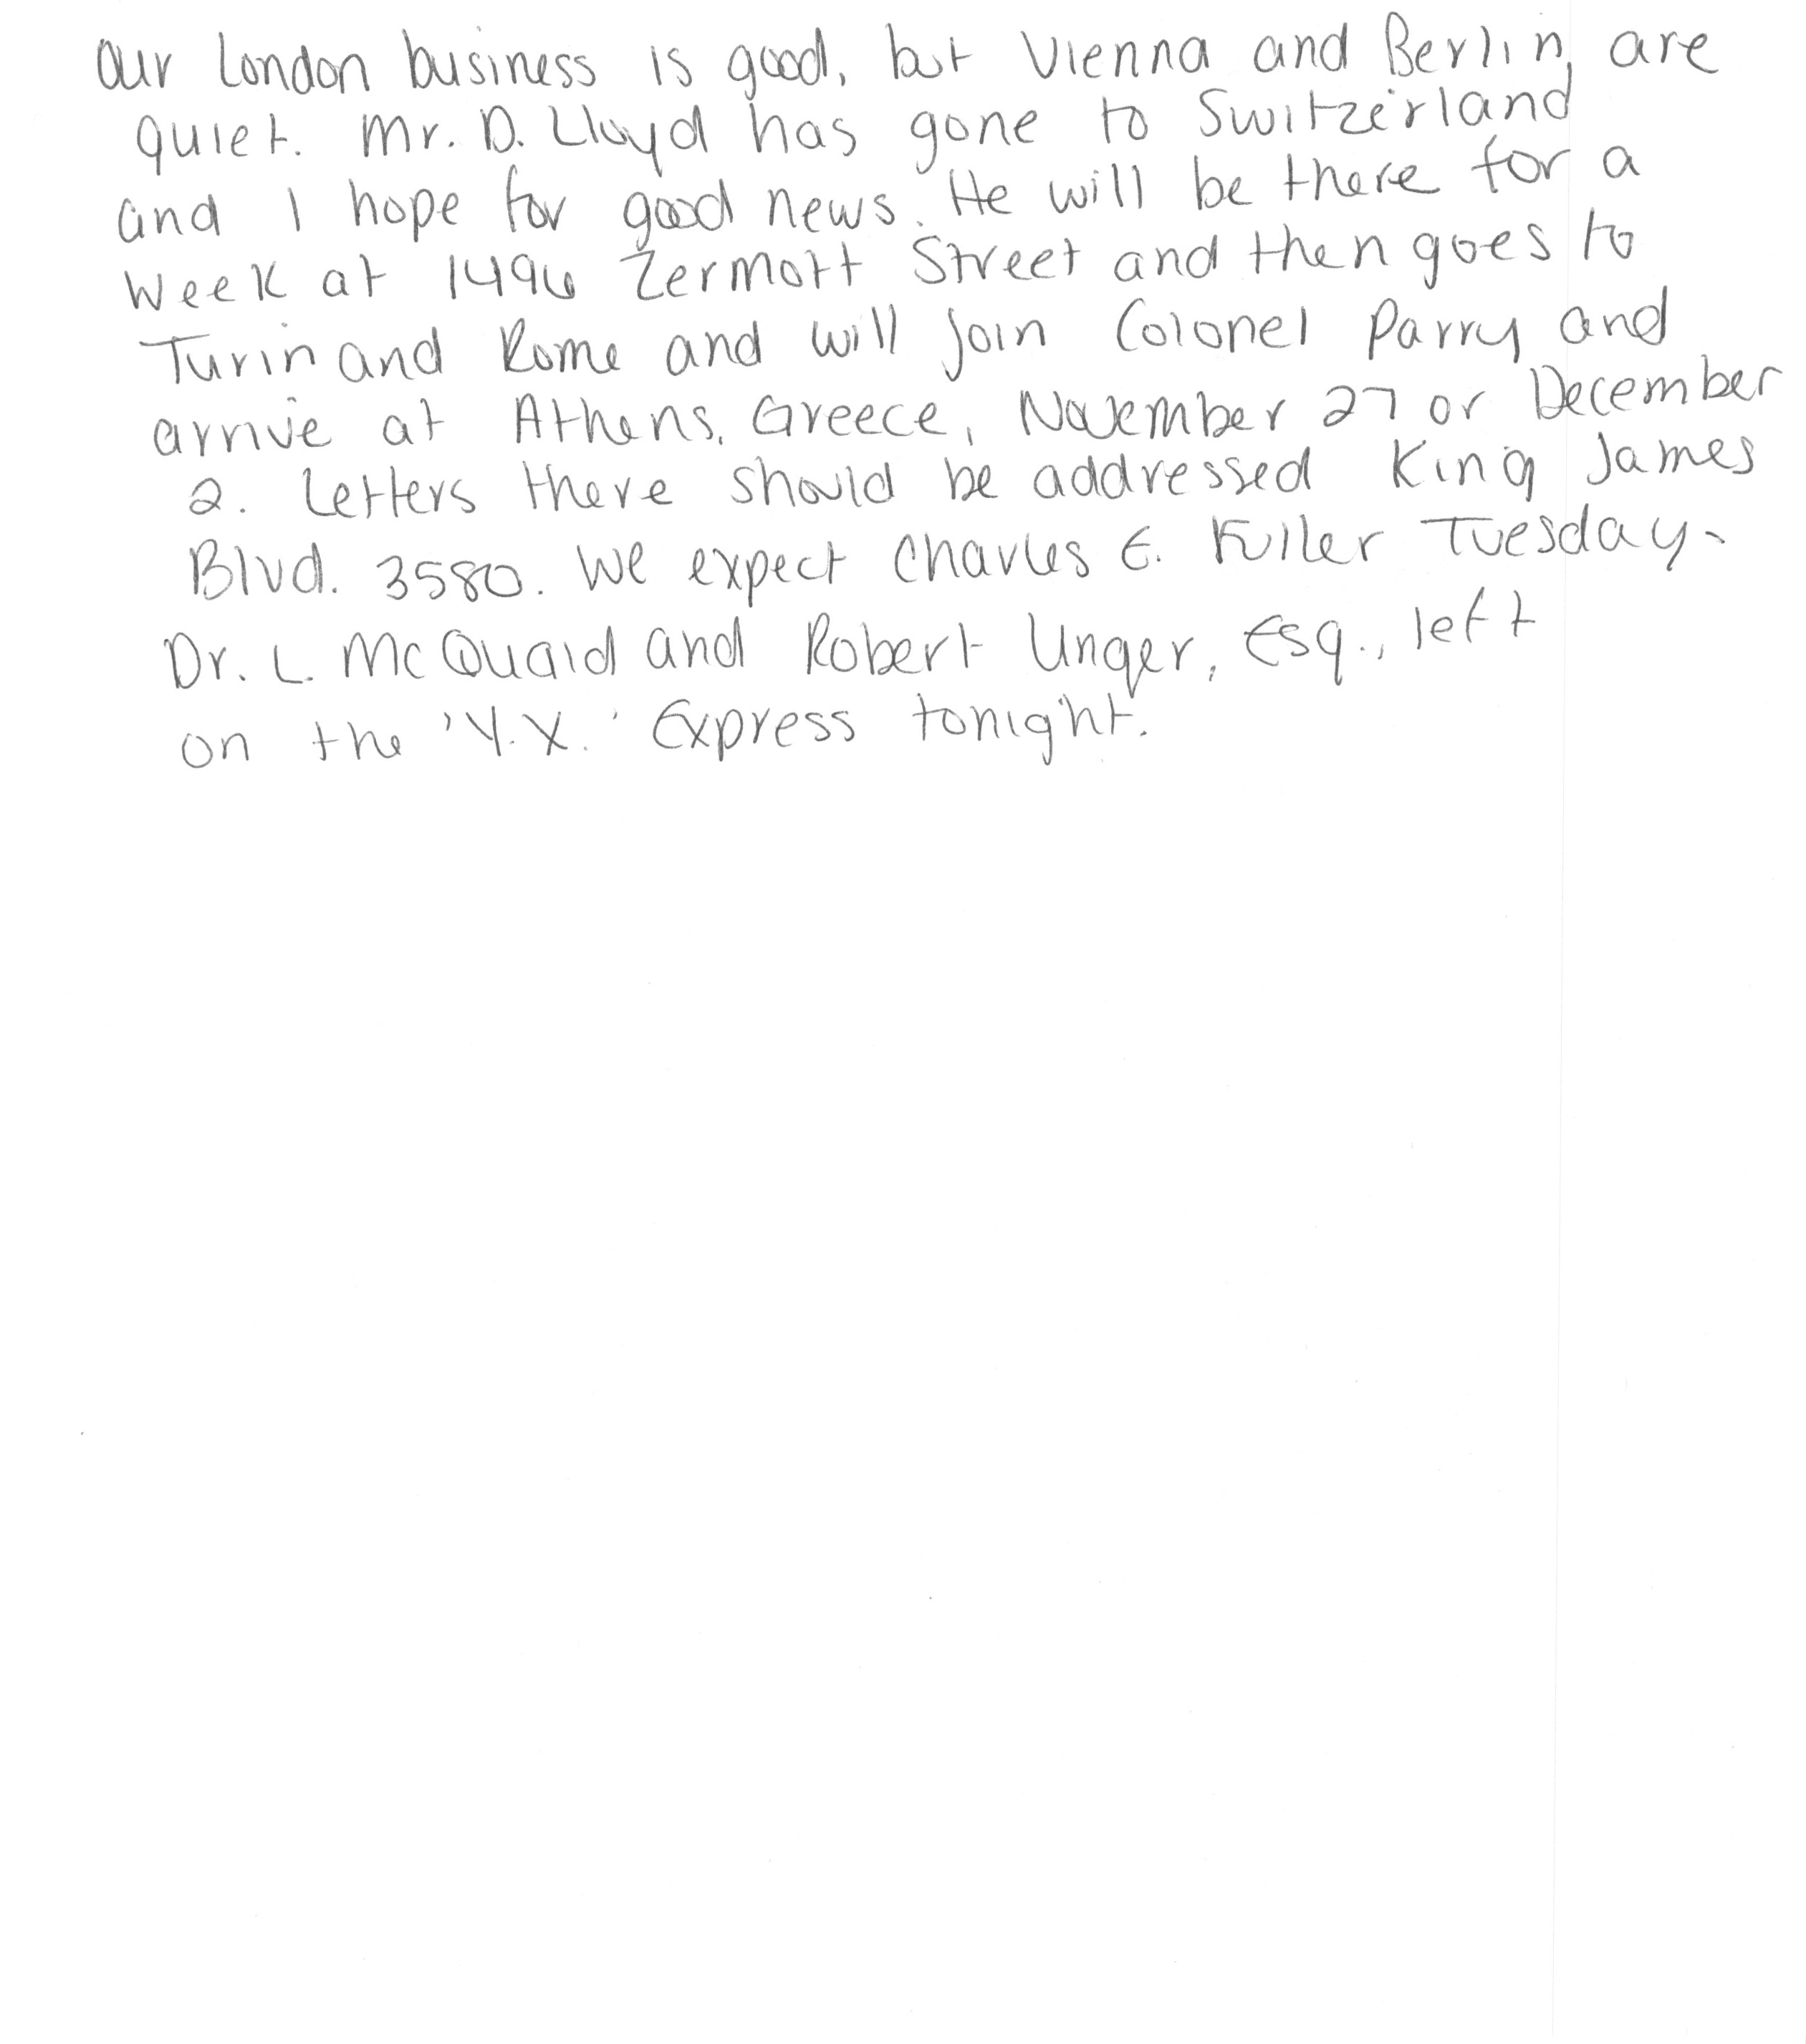 Our London business is good, but Vienna and Berlin are
quiet. Mr. D. Lloyd has gone to Switzerland
and I hope for good news. He will be there for a
week at 1496 Zermott Street and then goes to
Turin and Rome and will join Colonel Parry and
arrive at Athens, Greece, November 27 or December
2. Letters there should be addressed King James
Blvd. 3580. We expect Charles E. Fuller Tuesday.
Dr. L. McQuaid and Robert Unger, Esq., left
on the 'Y.X.' Express tonight.